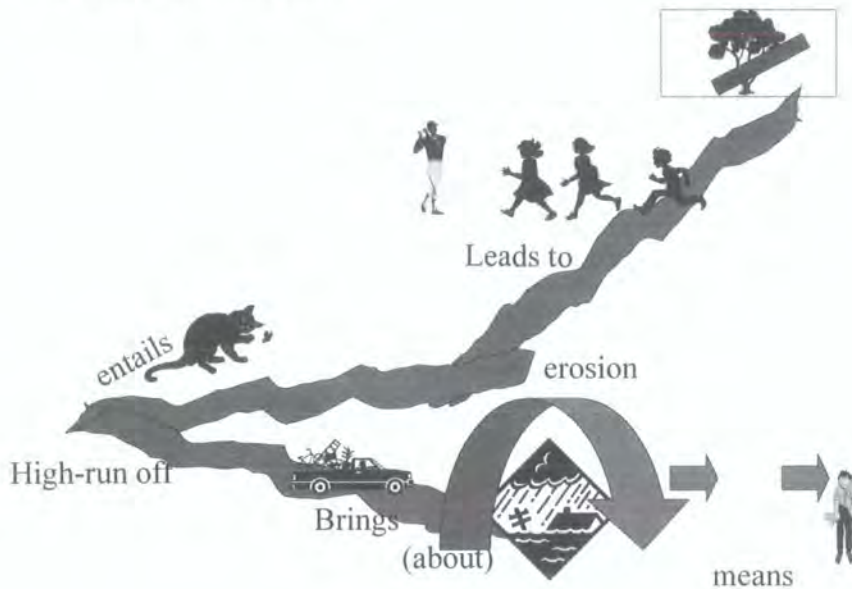 Leads to
entails
erosion
High-run off
Brings
(about)
means